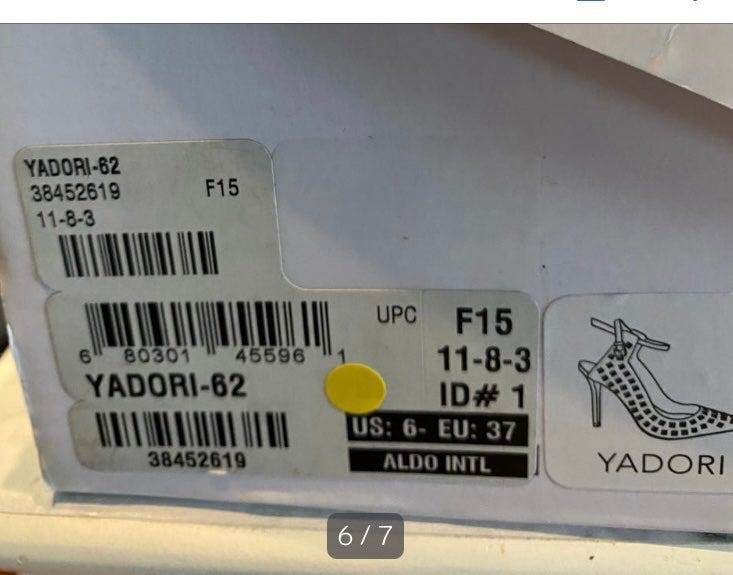 YADORI-62
38452619 F15
11-8-3
6 80301 45596 1
UPC
F15
11-8-3
ID# 1
YADORI-62
US: 6- EU: 37
38452619
ALDO INTL
YADORI
6 / 7